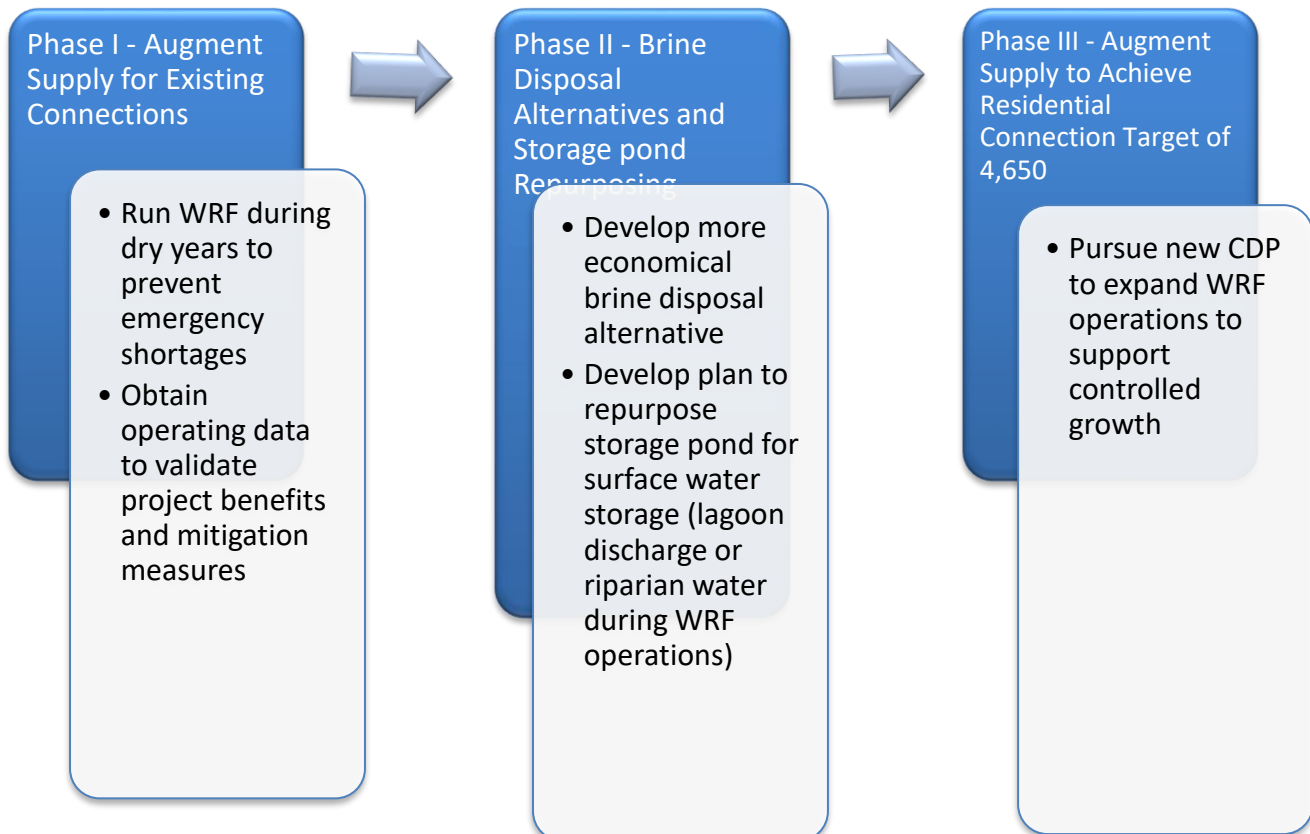 Phase I - Augment
Supply for Existing
Connections
• Run WRF during
dry years to
prevent
emergency
shortages
• Obtain
operating data
to validate
project benefits
and mitigation
measures
Phase II - Brine
Disposal
Alternatives and
Storage pond
Repurposing
• Develop more
economical
brine disposal
alternative
• Develop plan to
repurpose
storage pond for
surface water
storage (lagoon
discharge or
riparian water
during WRF
operations)
Phase III - Augment
Supply to Achieve
Residential
Connection Target of
4,650
• Pursue new CDP
to expand WRF
operations to
support
controlled
growth